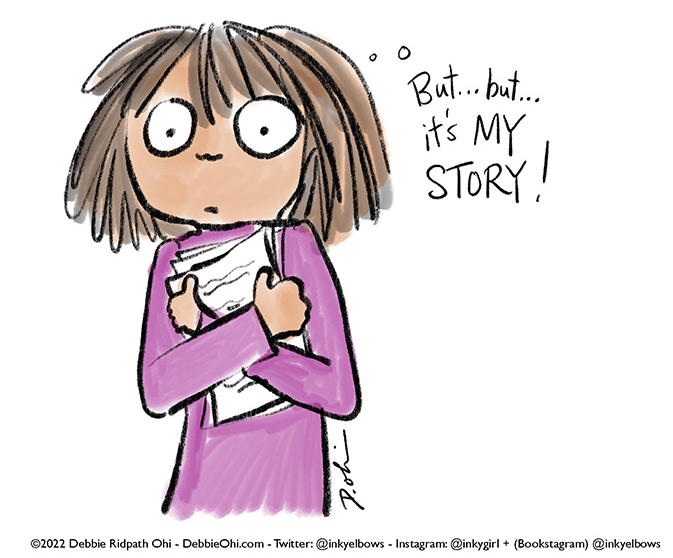 But...but...
it's MY
STORY!
D.Ohi
©2022 Debbie Ridpath Ohi - DebbieOhi.com - Twitter: @inkyelbows - Instagram: @inkygirl + (Bookstagram) @inkyelbows